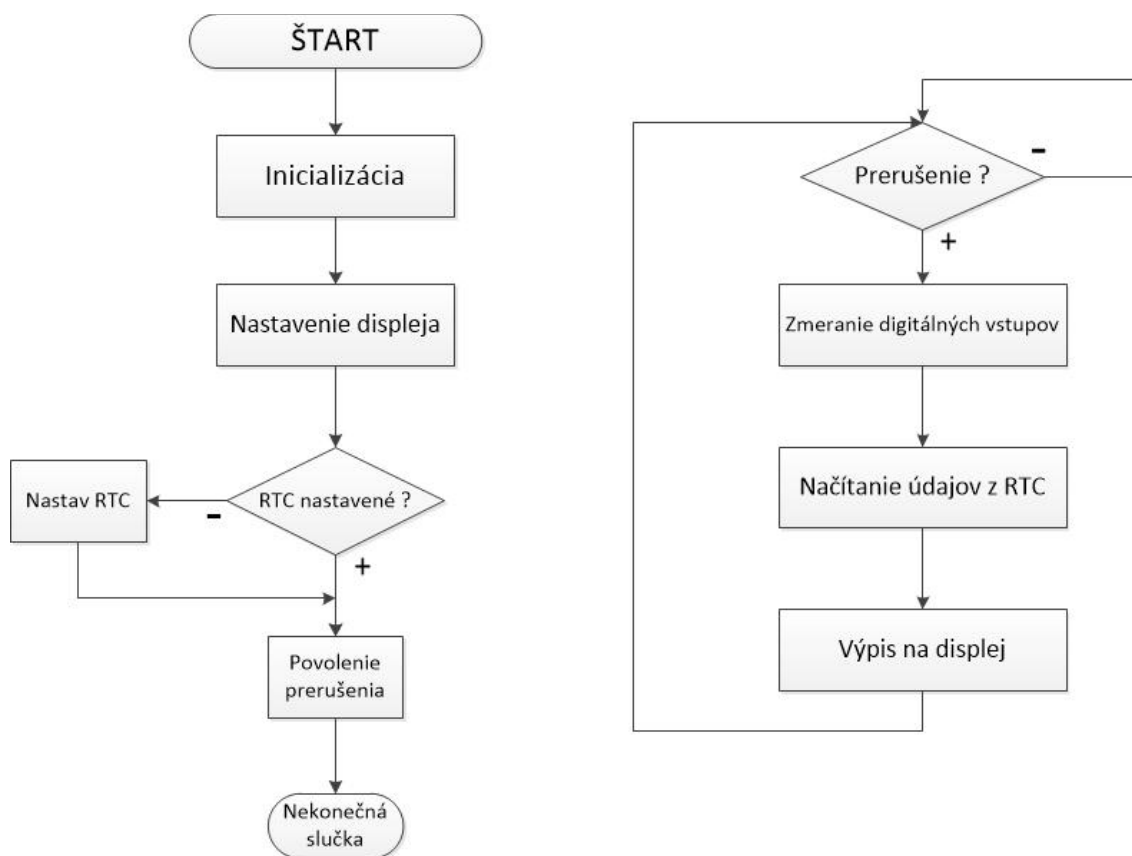 ŠTART
Inicializácia
Nastavenie displeja
RTC nastavené ?
-
+
Nastav RTC
Povolenie
prerušenia
Nekonečná
slučka
Prerušenie ?
-
+
Zmeranie digitálných vstupov
Načítanie údajov z RTC
Výpis na displej